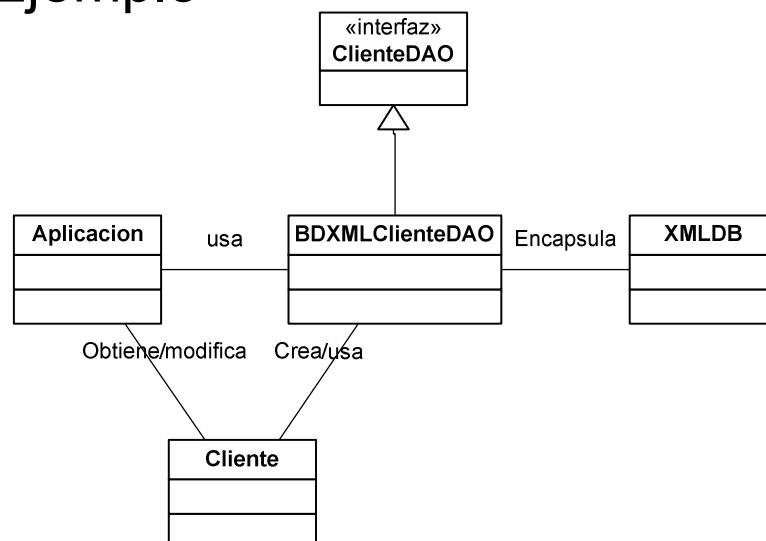 Ejemplo
«interfaz»
ClienteDAO
Aplicacion
usa
BDXMLClienteDAO
Encapsula
XMLDB
Obtiene/modifica
Crea/usa
Cliente